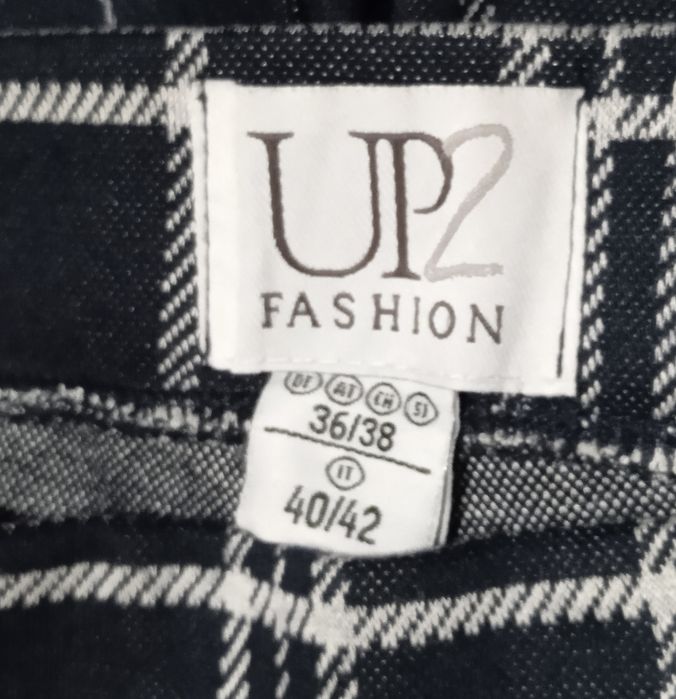 UP2
FASHION
DE AT CH SI
36/38
IT
40/42